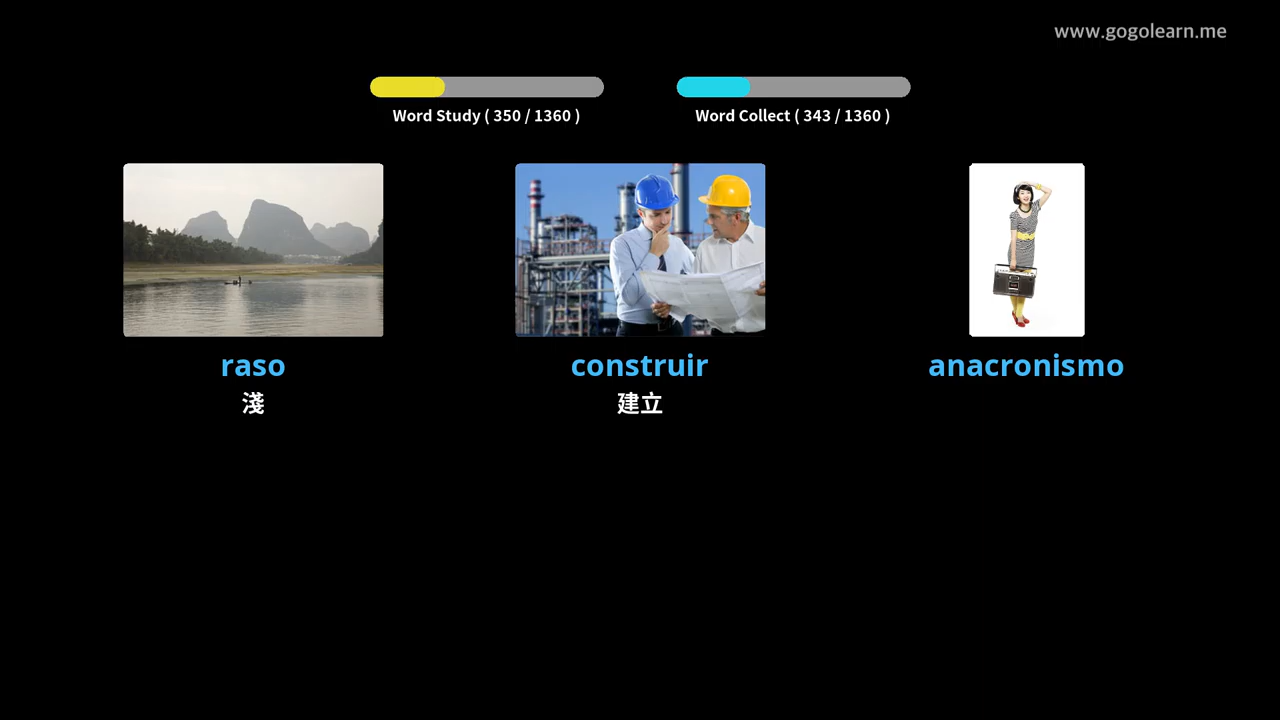 www.gogolearn.me
Word Study ( 350 / 1360 )
Word Collect ( 343 / 1360 )
raso
construir
anacronismo
淺
建立